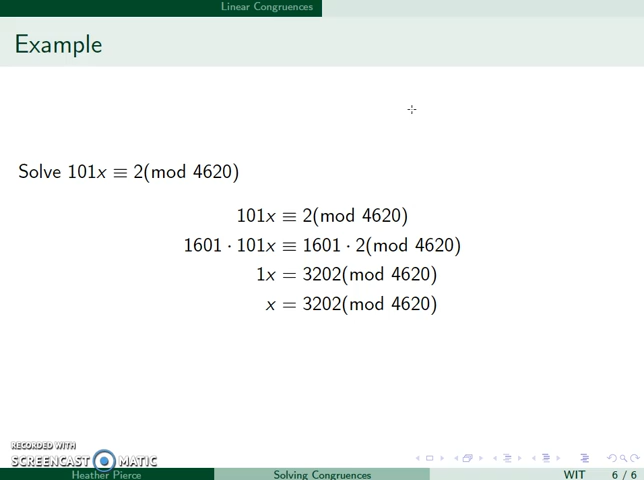 Linear Congruences
Example
Solve 101x ≡ 2(mod 4620)
101x ≡ 2(mod 4620)
1601 · 101x ≡ 1601 · 2(mod 4620)
1x = 3202(mod 4620)
x = 3202(mod 4620)
RECORDED WITH
SCREENCAST MATIC
Heather Pierce Solving Congruences WIT 6 / 6